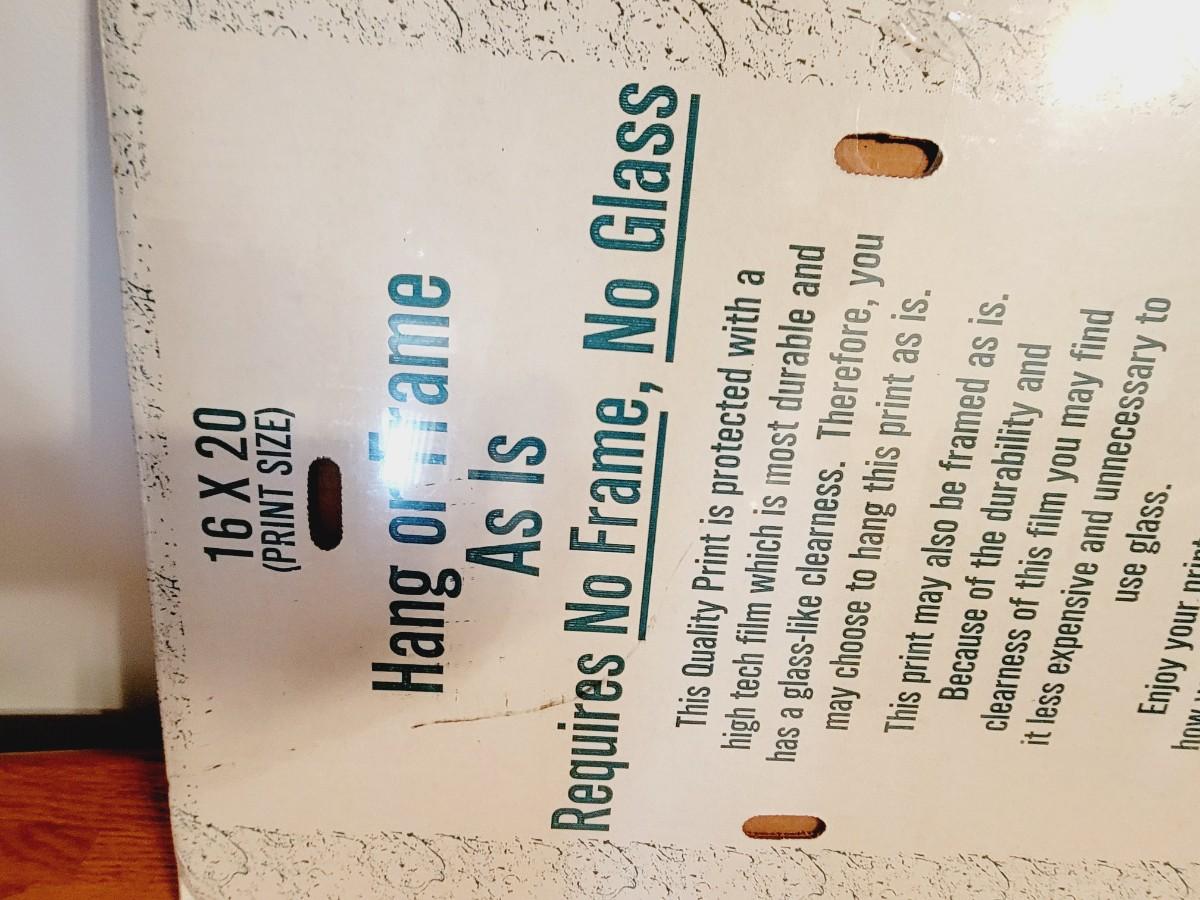 16 X 20
(PRINT SIZE)
Hang or Frame
As Is
Requires No Frame, No Glass
This Quality Print is protected with a
high tech film which is most durable and
has a glass-like clearness. Therefore, you
may choose to hang this print as is.
This print may also be framed as is.
Because of the durability and
clearness of this film you may find
it less expensive and unnecessary to
use glass.
Enjoy your print